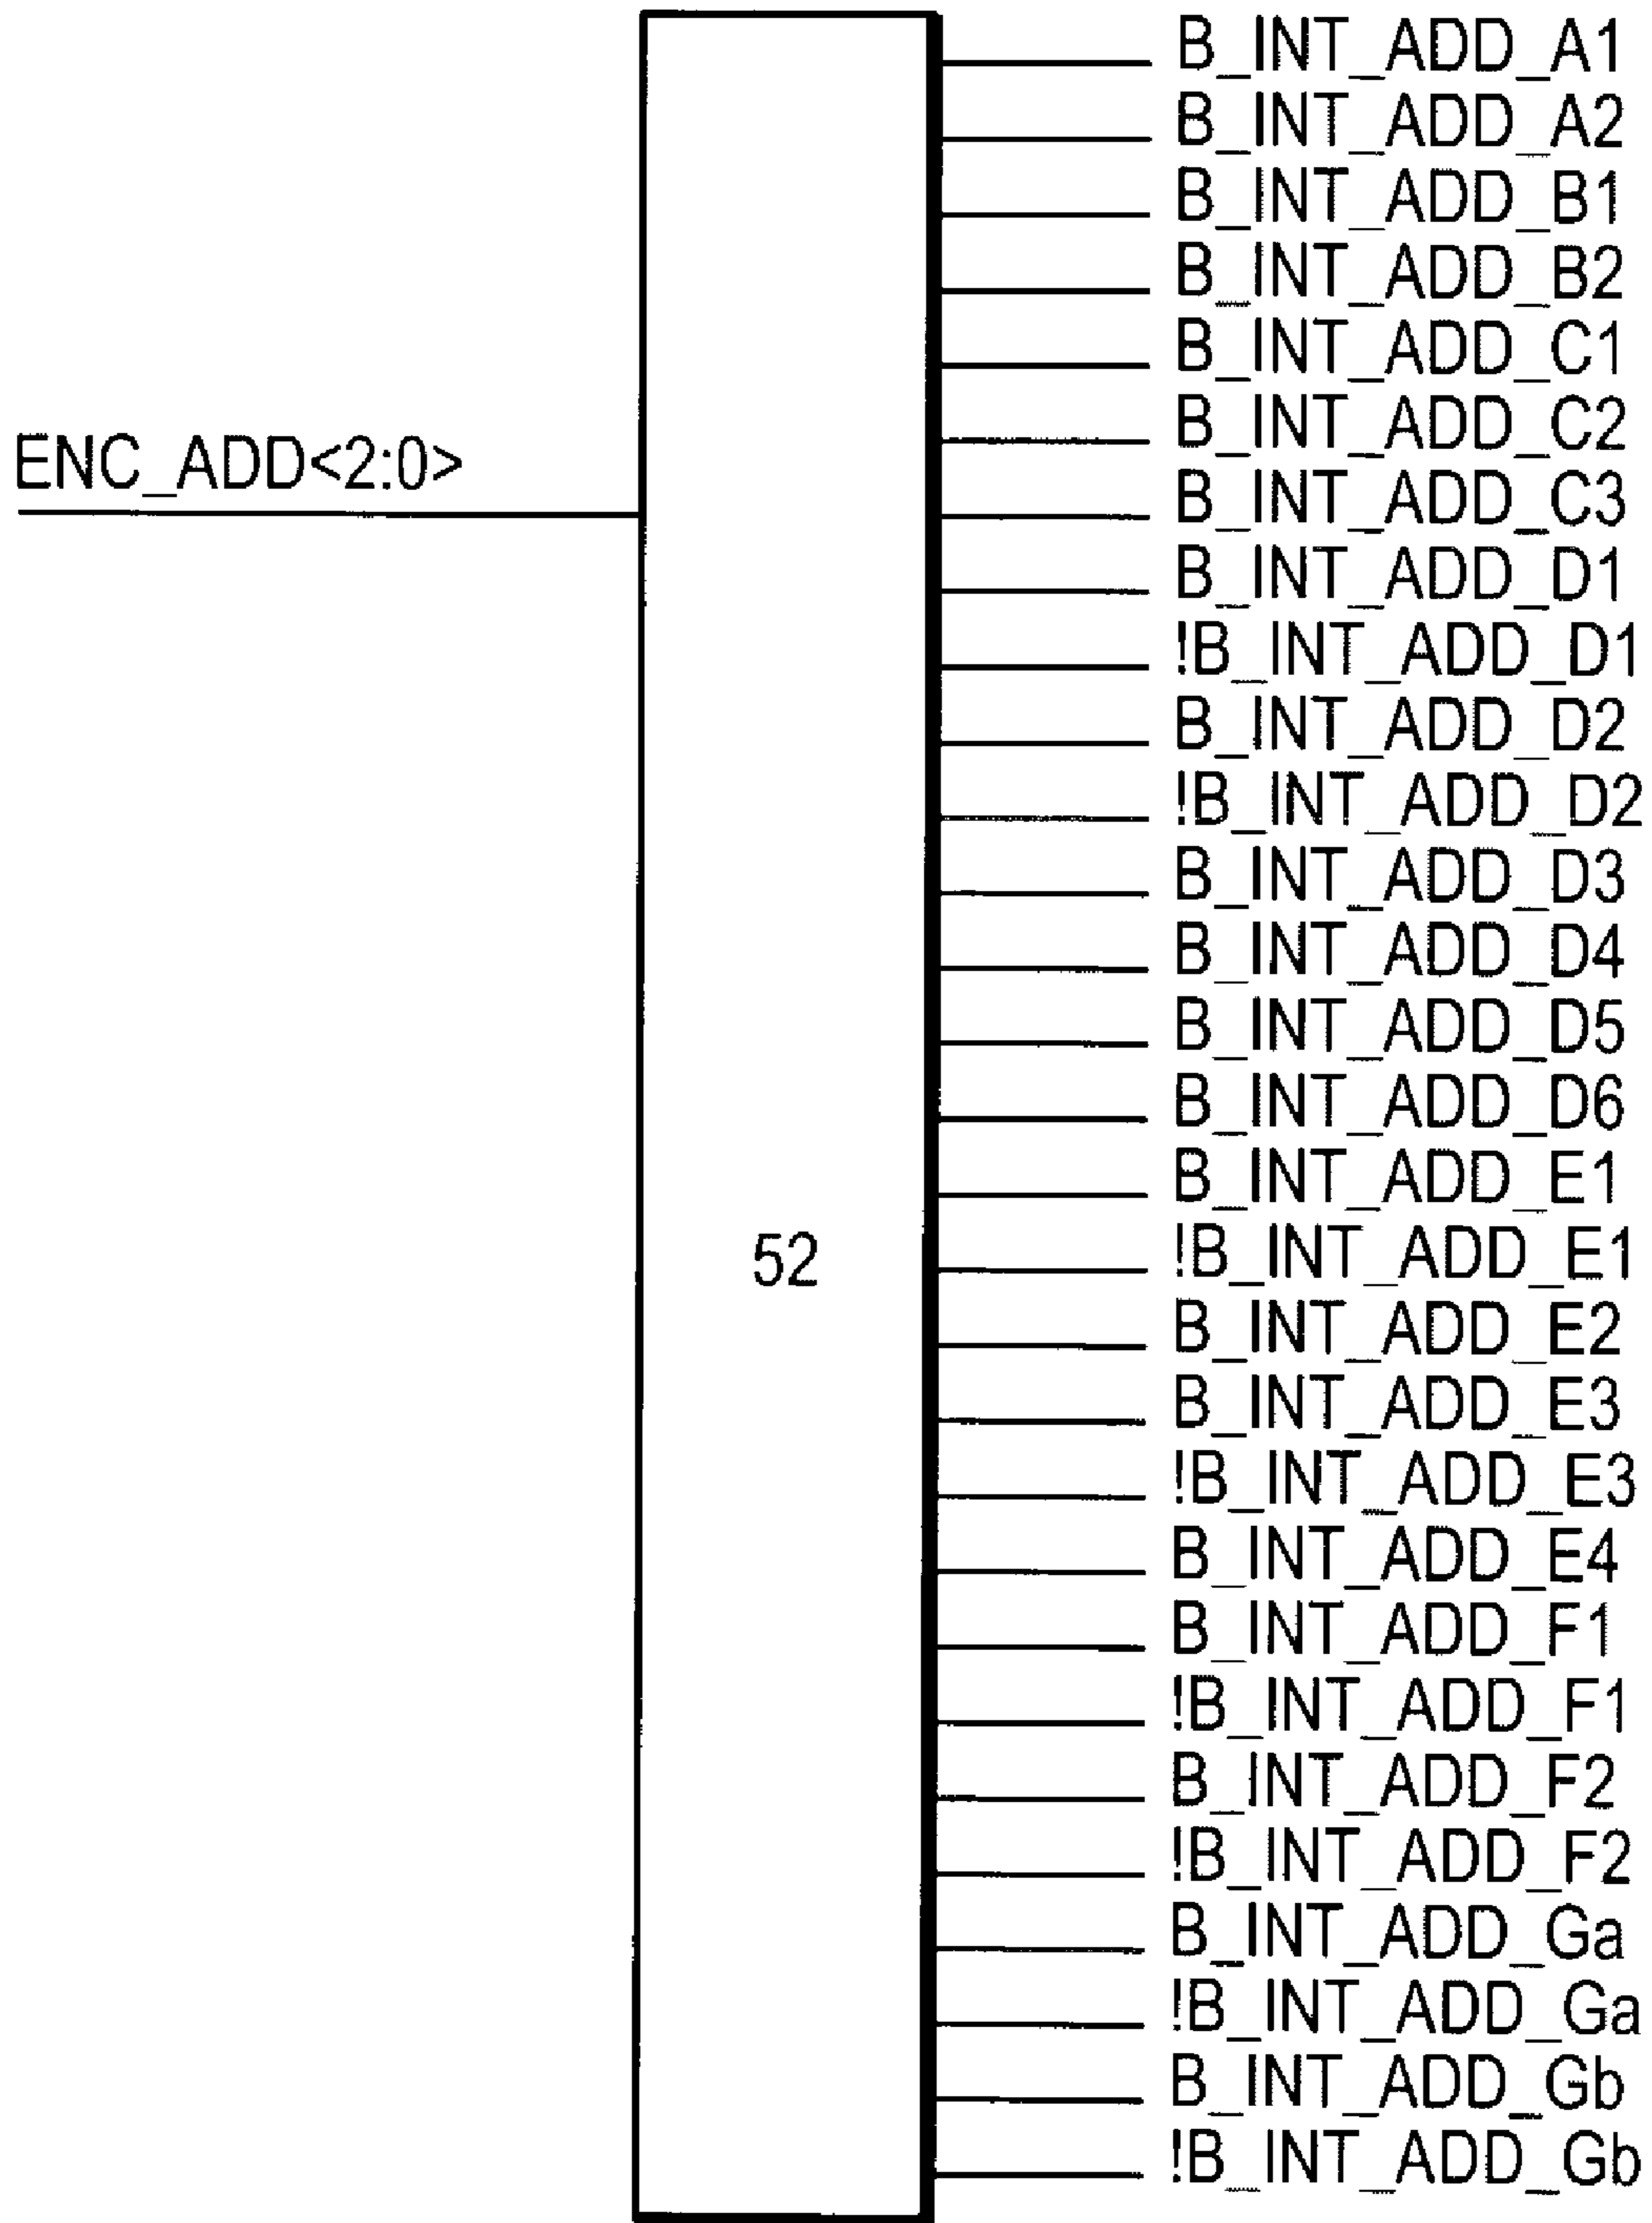 B_INT_ADD_A1
B_INT_ADD_A2
B_INT_ADD_B1
B_INT_ADD_B2
B_INT_ADD_C1
B_INT_ADD_C2
ENC_ADD<2:0>
B_INT_ADD_C3
B_INT_ADD_D1
!B_INT_ADD_D1
B_INT_ADD_D2
!B_INT_ADD_D2
B_INT_ADD_D3
B_INT_ADD_D4
B_INT_ADD_D5
B_INT_ADD_D6
B_INT_ADD_E1
52
!B_INT_ADD_E1
B_INT_ADD_E2
B_INT_ADD_E3
!B_INT_ADD_E3
B_INT_ADD_E4
B_INT_ADD_F1
!B_INT_ADD_F1
B_INT_ADD_F2
!B_INT_ADD_F2
B_INT_ADD_Ga
!B_INT_ADD_Ga
B_INT_ADD_Gb
!B_INT_ADD_Gb